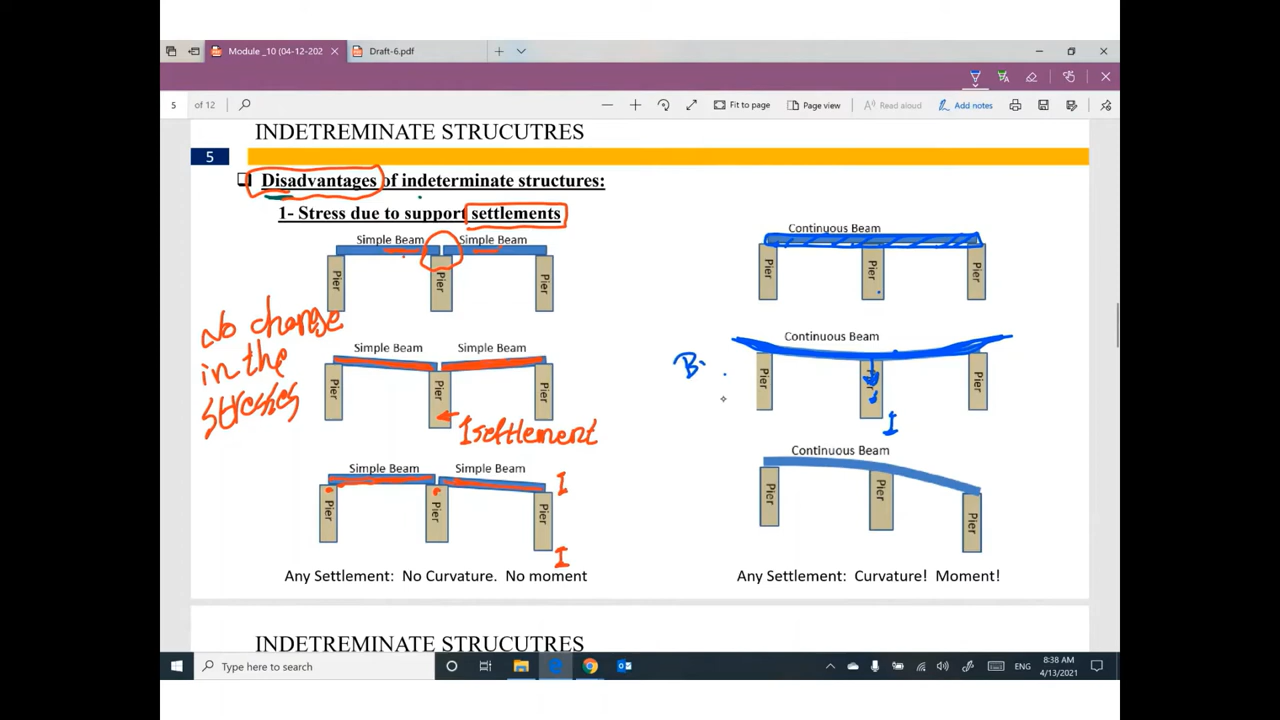 Module _10 (04-12-202
Draft-6.pdf
5 of 12
Fit to page
Page view
Read aloud
Add notes
INDETREMINATE STRUCUTRES
5
Disadvantages of indeterminate structures:
1- Stress due to support settlements
Simple Beam Simple Beam
Pier Pier Pier
Continuous Beam
Pier Pier Pier
No change
in the
stresses
Simple Beam Simple Beam
Pier Pier Pier
settlement
Continuous Beam
B
Pier Pier Pier
I
Simple Beam Simple Beam
I
Pier Pier Pier
I
Continuous Beam
Pier Pier Pier
Any Settlement: No Curvature. No moment
Any Settlement: Curvature! Moment!
INDETREMINATE STRUCUTRES
Type here to search
ENG
8:38 AM
4/13/2021